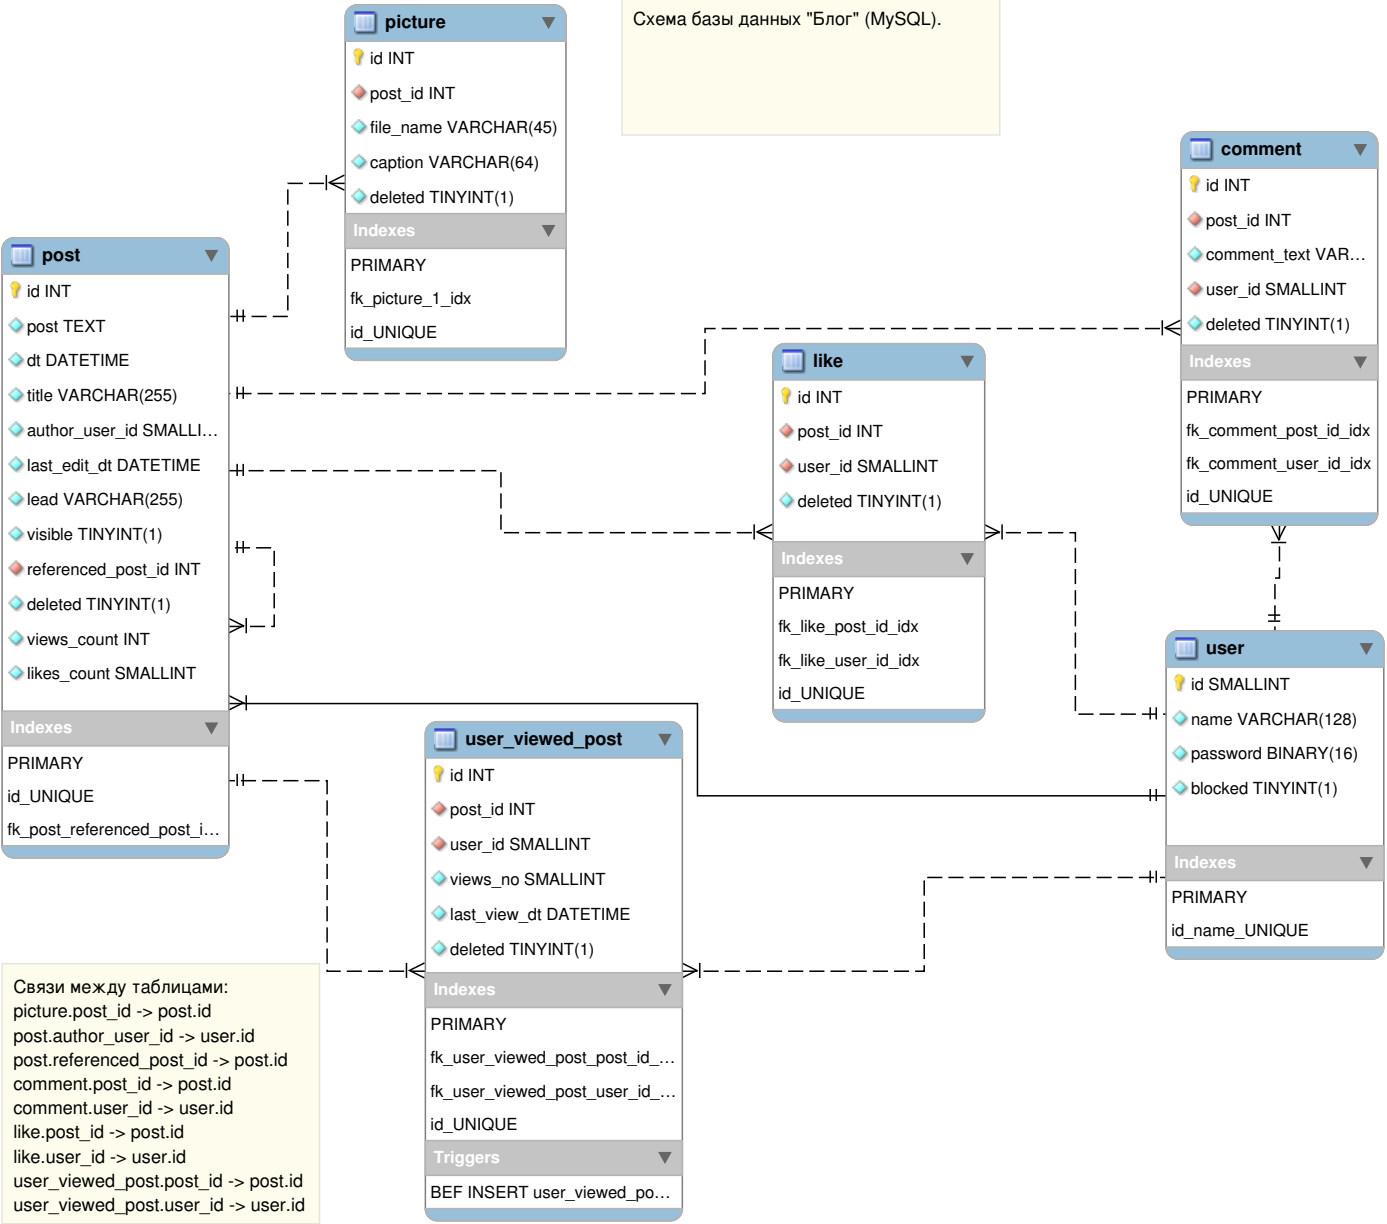 Схема базы данных "Блог" (MySQL).
picture
id INT
post_id INT
file_name VARCHAR(45)
caption VARCHAR(64)
deleted TINYINT(1)
Indexes
PRIMARY
fk_picture_1_idx
id_UNIQUE
comment
id INT
post_id INT
comment_text VAR...
user_id SMALLINT
deleted TINYINT(1)
Indexes
PRIMARY
fk_comment_post_id_idx
fk_comment_user_id_idx
id_UNIQUE
post
id INT
post TEXT
dt DATETIME
title VARCHAR(255)
author_user_id SMALLI...
last_edit_dt DATETIME
lead VARCHAR(255)
visible TINYINT(1)
referenced_post_id INT
deleted TINYINT(1)
views_count INT
likes_count SMALLINT
Indexes
PRIMARY
id_UNIQUE
fk_post_referenced_post_i...
like
id INT
post_id INT
user_id SMALLINT
deleted TINYINT(1)
Indexes
PRIMARY
fk_like_post_id_idx
fk_like_user_id_idx
id_UNIQUE
user
id SMALLINT
name VARCHAR(128)
password BINARY(16)
blocked TINYINT(1)
Indexes
PRIMARY
id_name_UNIQUE
user_viewed_post
id INT
post_id INT
user_id SMALLINT
views_no SMALLINT
last_view_dt DATETIME
deleted TINYINT(1)
Indexes
PRIMARY
fk_user_viewed_post_post_id_...
fk_user_viewed_post_user_id_...
id_UNIQUE
Triggers
BEF INSERT user_viewed_po...
Связи между таблицами:
picture.post_id -> post.id
post.author_user_id -> user.id
post.referenced_post_id -> post.id
comment.post_id -> post.id
comment.user_id -> user.id
like.post_id -> post.id
like.user_id -> user.id
user_viewed_post.post_id -> post.id
user_viewed_post.user_id -> user.id